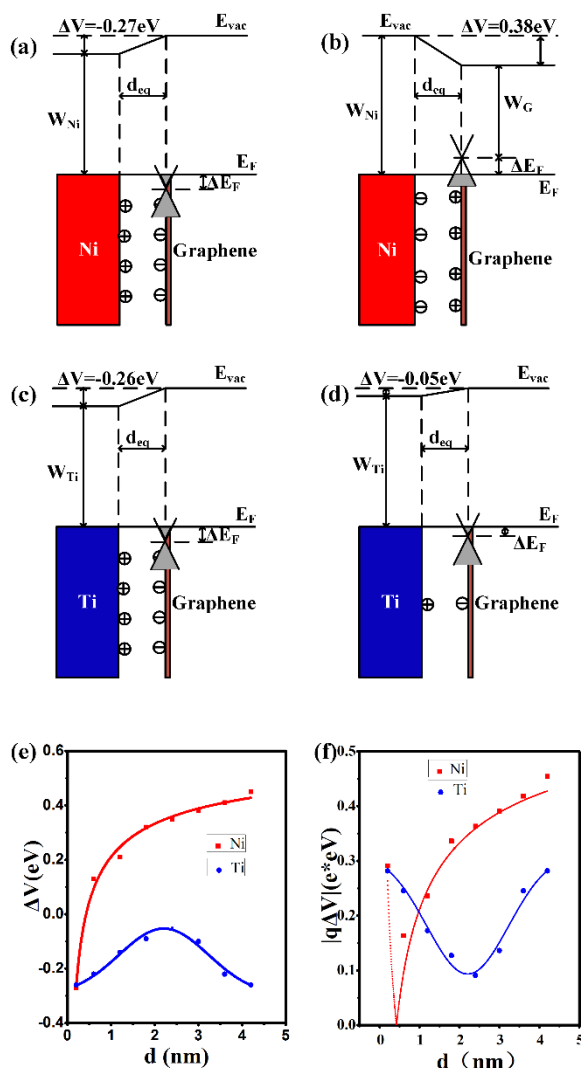 (a)
ΔV=-0.27eV
E_vac
d_eq
W_Ni
E_F
ΔE_F
Ni
Graphene
(b)
ΔV=0.38eV
W_Ni
d_eq
W_G
ΔE_F
E_F
Ni
Graphene
(c)
ΔV=-0.26eV
E_vac
d_eq
W_Ti
E_F
ΔE_F
Ti
Graphene
(d)
ΔV=-0.05eV
E_vac
d_eq
W_Ti
E_F
ΔE_F
Ti
Graphene
(e)
ΔV(eV)
0.6
0.4
0.2
0.0
-0.2
-0.4
Ni
Ti
0 1 2 3 4 5
d (nm)
(f)
|qΔV|(e*eV)
0.5
0.4
0.3
0.2
0.1
0.0
Ni
Ti
0 1 2 3 4 5
d (nm)